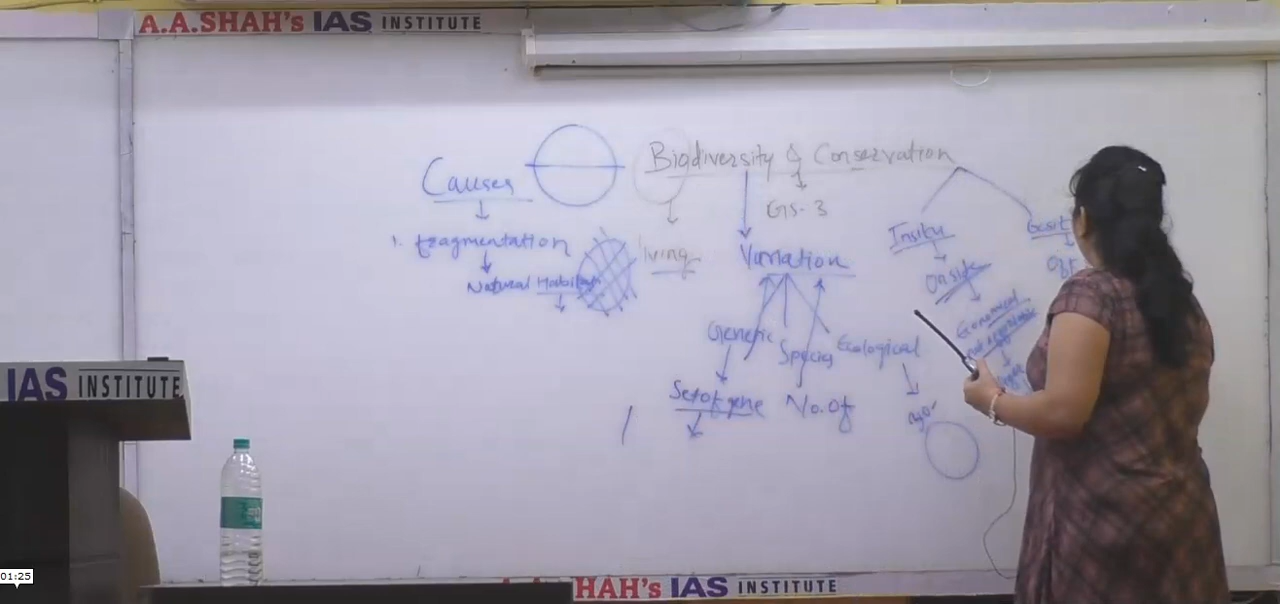 A.A.SHAH's IAS INSTITUTE
Biodiversity & Conservation
Causes
GS-3
1. fragmentation
living
Variation
Insitu
Natural Habitat
Onsite
Genetic
Species
Ecological
Set of gene
No. of
IAS INSTITUTE
HAH's IAS INSTITUTE
01:25